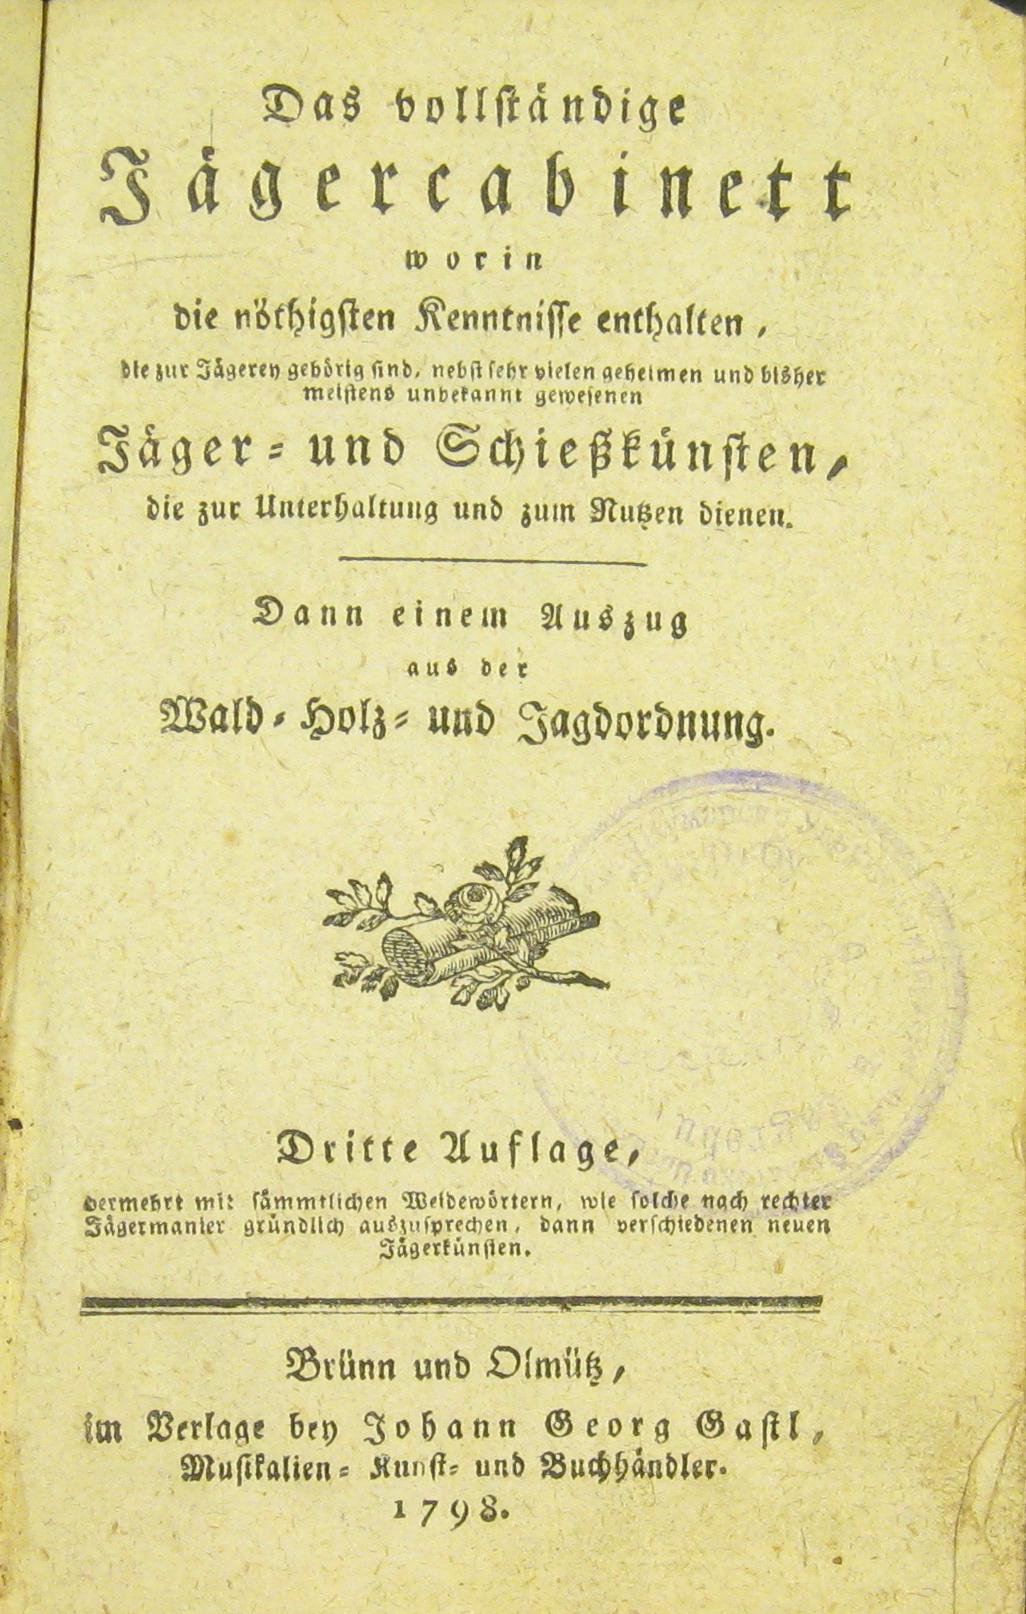 Das vollständige
Jägercabinett
worin
die nöthigsten Kenntnisse enthalten,
die zur Jägerey gehörig sind, nebst sehr vielen geheimen und bisher
meistens unbekannt gewesenen
Jäger- und Schießkünsten,
die zur Unterhaltung und zum Nutzen dienen.
Dann einem Auszug
aus der
Wald- Holz- und Jagdordnung.
Dritte Auflage,
vermehrt mit sämmtlichen Weidewörtern, wie solche nach rechter
Jägermanier gründlich auszusprechen, dann verschiedenen neuen
Jägerkünsten.
Brünn und Olmütz,
im Verlage bey Johann Georg Gastl,
Musikalien- Kunst- und Buchhändler.
1798.